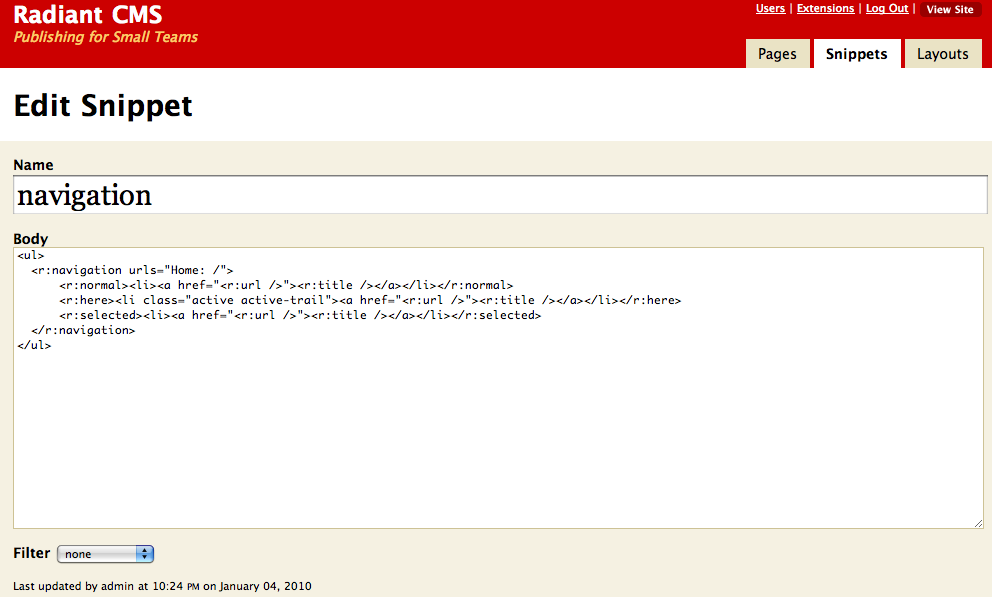 Radiant CMS
Publishing for Small Teams
Users | Extensions | Log Out | View Site
Pages Snippets Layouts
Edit Snippet
Name
navigation
Body
<ul>
  <r:navigation urls="Home: /">
      <r:normal><li><a href="<r:url />"><r:title /></a></li></r:normal>
      <r:here><li class="active active-trail"><a href="<r:url />"><r:title /></a></li></r:here>
      <r:selected><li><a href="<r:url />"><r:title /></a></li></r:selected>
  </r:navigation>
</ul>
Filter none
Last updated by admin at 10:24 PM on January 04, 2010